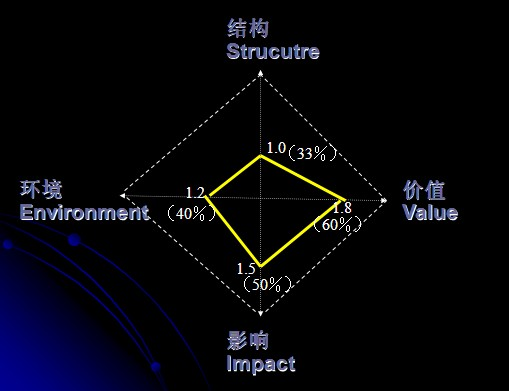 结构
Strucutre
1.0（33%）
1.2
（40%）
环境
Environment
1.8
（60%）
价值
Value
1.5
（50%）
影响
Impact